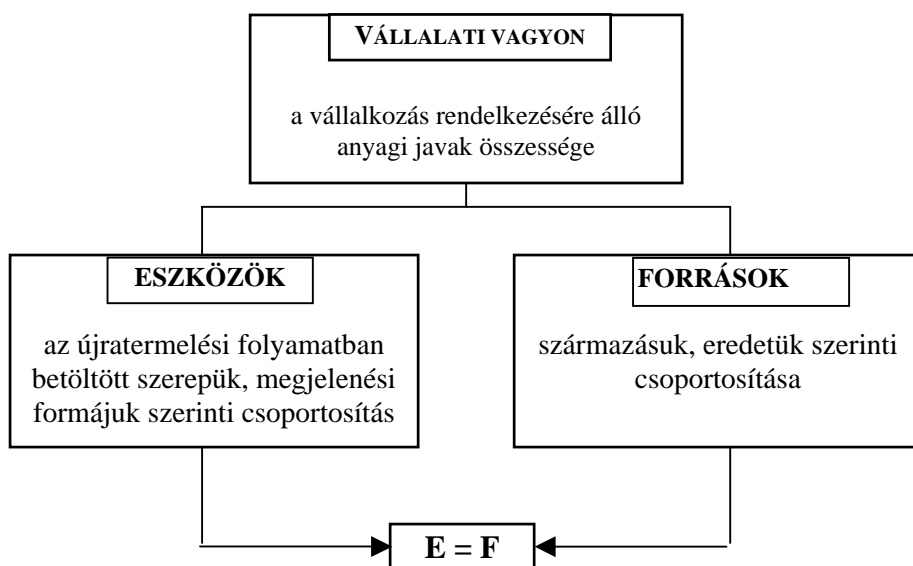 VÁLLALATI VAGYON
a vállalkozás rendelkezésére álló
anyagi javak összessége
ESZKÖZÖK
az újratermelési folyamatban
betöltött szerepük, megjelenési
formájuk szerinti csoportosítás
FORRÁSOK
származásuk, eredetük szerinti
csoportosítása
E = F